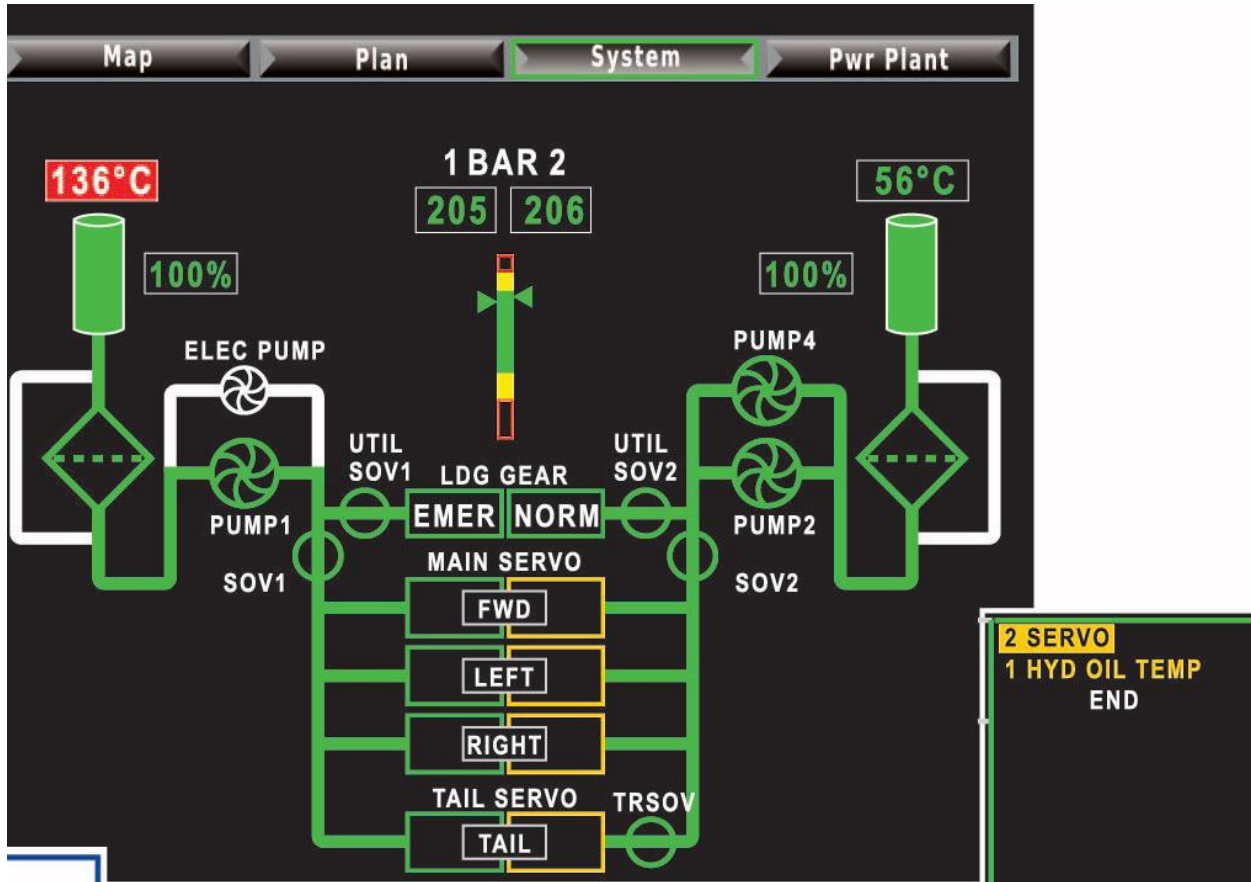 Map Plan System Pwr Plant
1 BAR 2
136°C 205 206 56°C
100% 100%
ELEC PUMP PUMP4
UTIL SOV1
UTIL SOV2
LDG GEAR
EMER NORM
PUMP1 PUMP2
MAIN SERVO
SOV1 SOV2
FWD
LEFT
RIGHT
TAIL SERVO TRSOV
TAIL
2 SERVO
1 HYD OIL TEMP
END